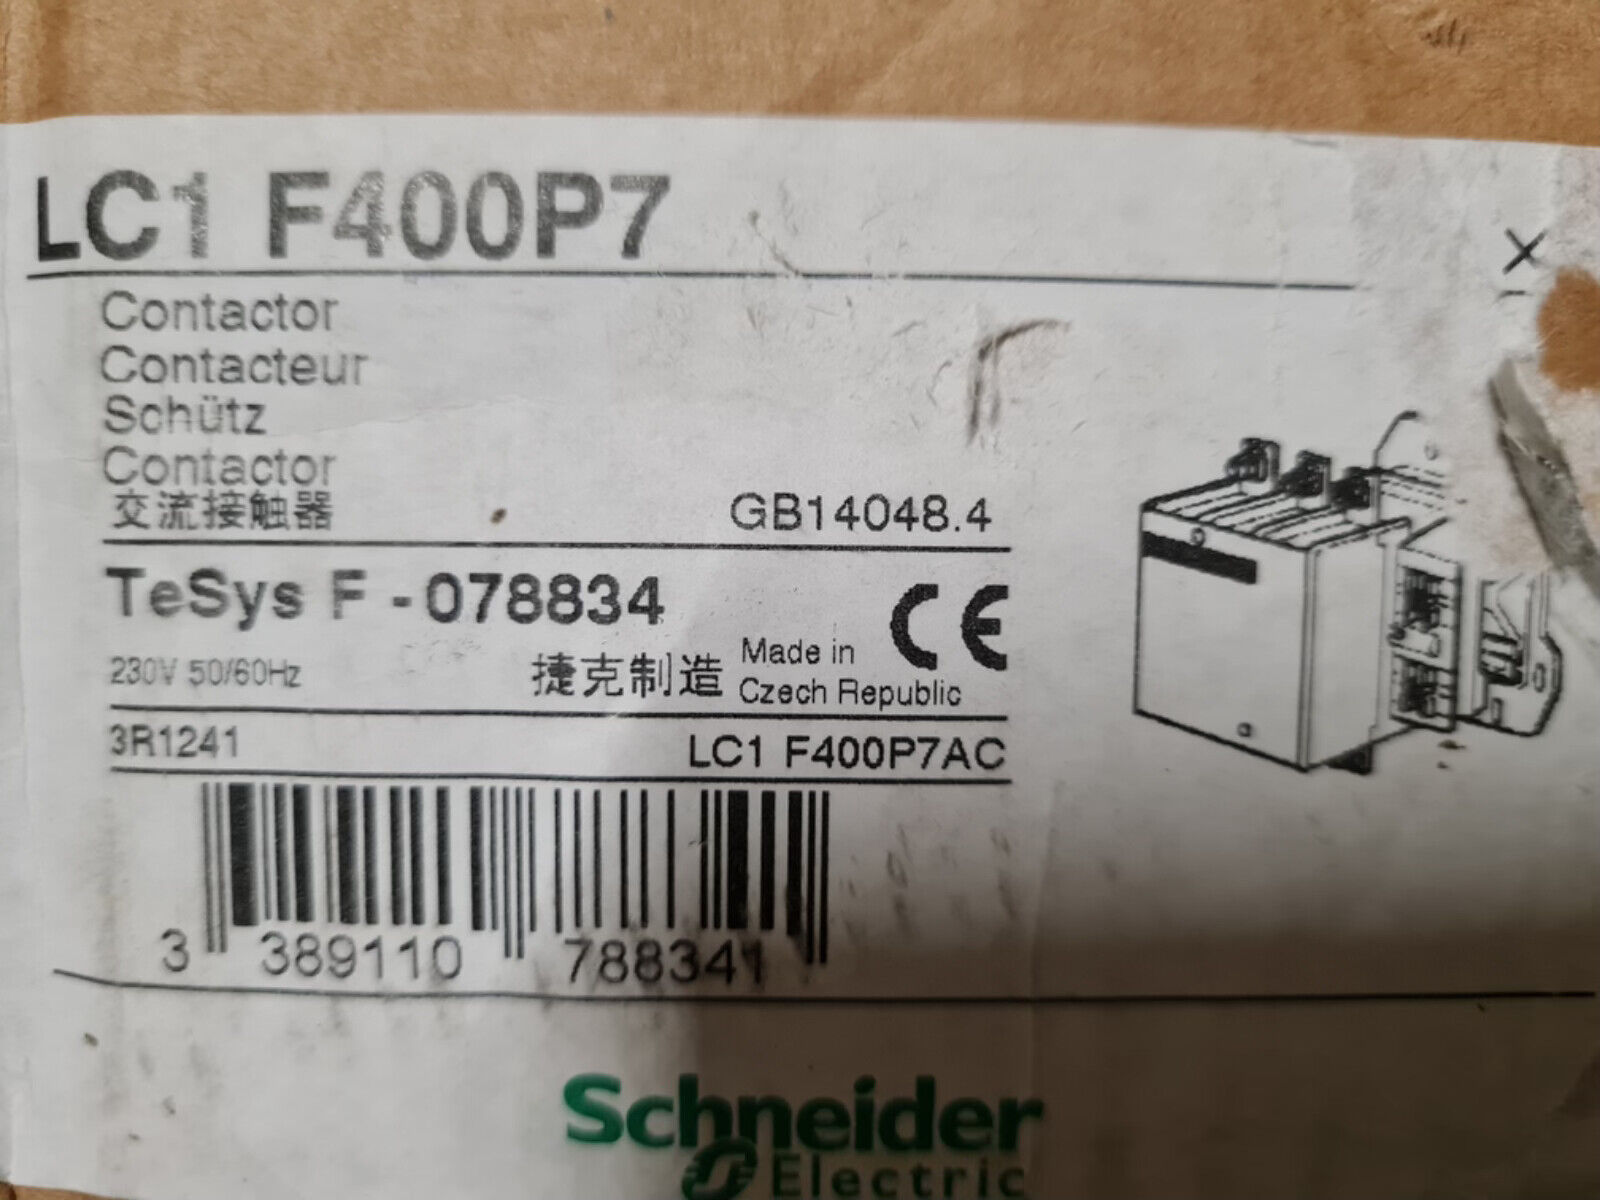 LC1 F400P7
X
Contactor
Contacteur
Schütz
Contactor
交流接触器
GB14048.4
TeSys F - 078834
CE
230V 50/60Hz
捷克制造
Made in
Czech Republic
3R1241
LC1 F400P7AC
3 389110 788341
Schneider
Electric